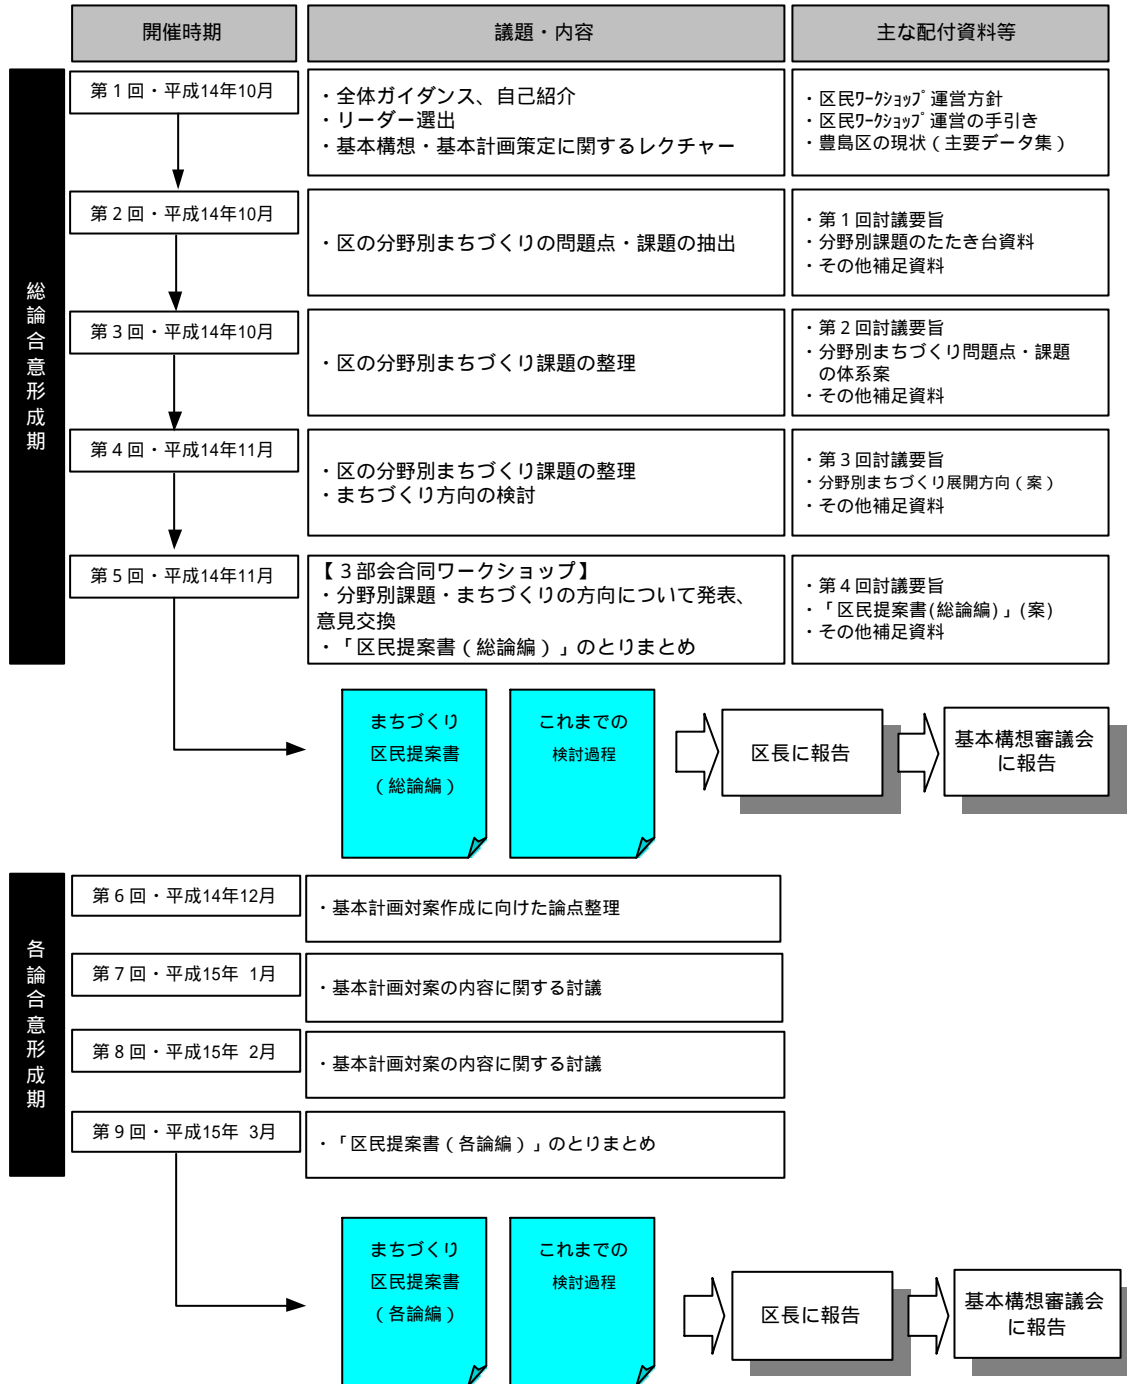 開催時期
議題・内容
主な配付資料等
総論合意形成期
第１回・平成14年10月
・全体ガイダンス、自己紹介
・リーダー選出
・基本構想・基本計画策定に関するレクチャー
・区民ﾜｰｸｼｮｯﾌﾟ運営方針
・区民ﾜｰｸｼｮｯﾌﾟ運営の手引き
・豊島区の現状（主要データ集）
第２回・平成14年10月
・区の分野別まちづくりの問題点・課題の抽出
・第１回討議要旨
・分野別課題のたたき台資料
・その他補足資料
第３回・平成14年10月
・区の分野別まちづくり課題の整理
・第２回討議要旨
・分野別まちづくり問題点・課題
の体系案
・その他補足資料
第４回・平成14年11月
・区の分野別まちづくり課題の整理
・まちづくり方向の検討
・第３回討議要旨
・分野別まちづくり展開方向（案）
・その他補足資料
第５回・平成14年11月
【３部会合同ワークショップ】
・分野別課題・まちづくりの方向について発表、
意見交換
・「区民提案書（総論編）」のとりまとめ
・第４回討議要旨
・「区民提案書(総論編)」(案)
・その他補足資料
まちづくり
区民提案書
（総論編）
これまでの
検討過程
区長に報告
基本構想審議会
に報告
各論合意形成期
第６回・平成14年12月
・基本計画対案作成に向けた論点整理
第７回・平成15年 1月
・基本計画対案の内容に関する討議
第８回・平成15年 2月
・基本計画対案の内容に関する討議
第９回・平成15年 3月
・「区民提案書（各論編）」のとりまとめ
まちづくり
区民提案書
（各論編）
これまでの
検討過程
区長に報告
基本構想審議会
に報告